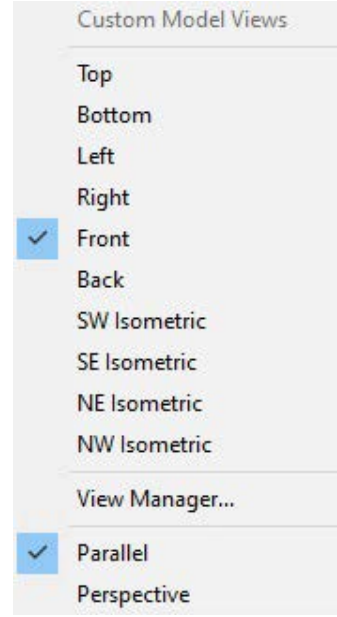 Custom Model Views
Top
Bottom
Left
Right
Front
Back
SW Isometric
SE Isometric
NE Isometric
NW Isometric
View Manager...
Parallel
Perspective